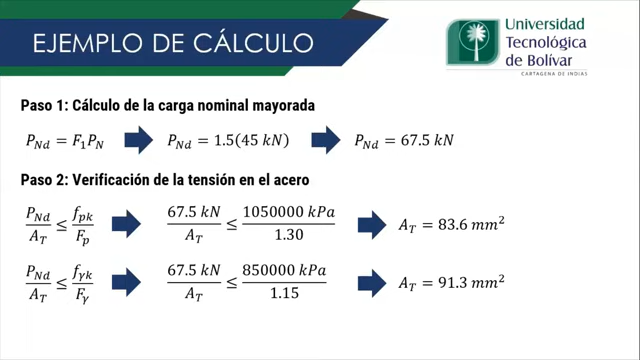 EJEMPLO DE CÁLCULO
Universidad
Tecnológica
de Bolívar
CARTAGENA DE INDIAS
Paso 1: Cálculo de la carga nominal mayorada
P_Nd = F_1 P_N    P_Nd = 1.5(45 kN)    P_Nd = 67.5 kN
Paso 2: Verificación de la tensión en el acero
P_Nd / A_T ≤ f_pk / F_p    67.5 kN / A_T ≤ 1050000 kPa / 1.30    A_T = 83.6 mm²
P_Nd / A_T ≤ f_γk / F_γ    67.5 kN / A_T ≤ 850000 kPa / 1.15    A_T = 91.3 mm²